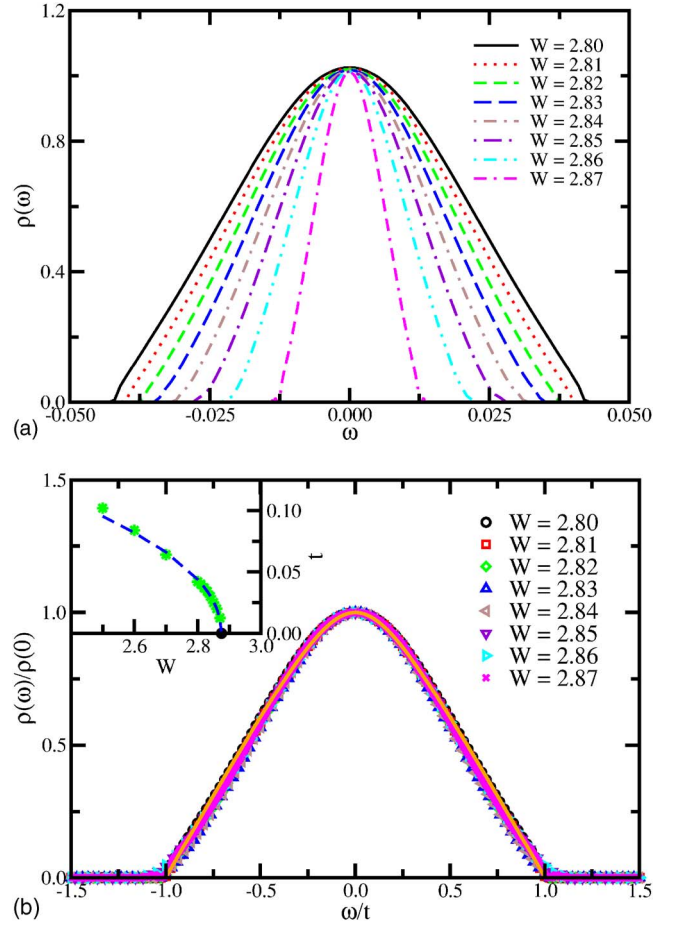 1.2
0.8
0.4
0.0
ρ(ω)
W = 2.80
W = 2.81
W = 2.82
W = 2.83
W = 2.84
W = 2.85
W = 2.86
W = 2.87
-0.050 -0.025 0.000 0.025 0.050
ω
(a)
1.5
1.0
0.5
0.0
ρ(ω)/ρ(0)
0.10
0.05
0.00
t
2.6 2.8 3.0
W
W = 2.80
W = 2.81
W = 2.82
W = 2.83
W = 2.84
W = 2.85
W = 2.86
W = 2.87
-1.5 -1.0 -0.5 0.0 0.5 1.0 1.5
ω/t
(b)